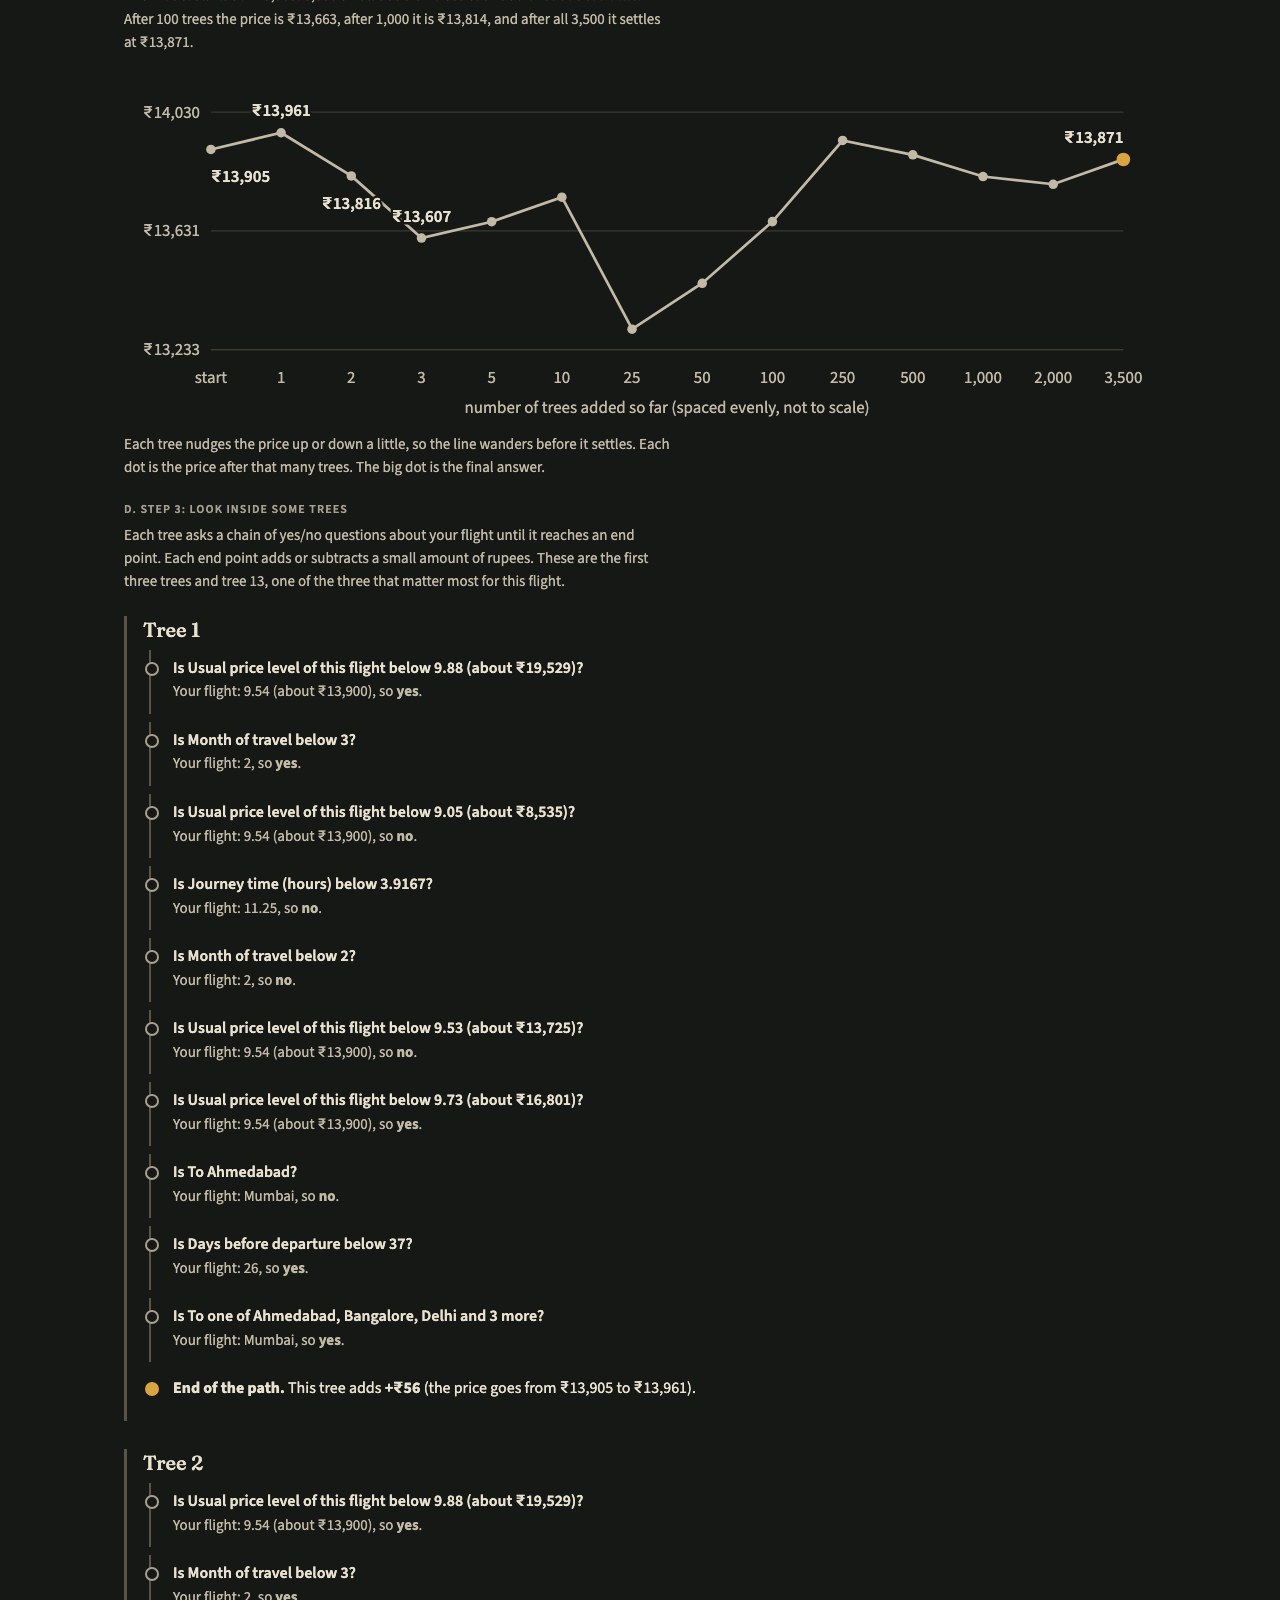 After 100 trees the price is ₹13,663, after 1,000 it is ₹13,814, and after all 3,500 it settles
at ₹13,871.
₹14,030
₹13,961
₹13,871
₹13,905
₹13,816
₹13,607
₹13,631
₹13,233
start 1 2 3 5 10 25 50 100 250 500 1,000 2,000 3,500
number of trees added so far (spaced evenly, not to scale)
Each tree nudges the price up or down a little, so the line wanders before it settles. Each
dot is the price after that many trees. The big dot is the final answer.
D. STEP 3: LOOK INSIDE SOME TREES
Each tree asks a chain of yes/no questions about your flight until it reaches an end
point. Each end point adds or subtracts a small amount of rupees. These are the first
three trees and tree 13, one of the three that matter most for this flight.
Tree 1
Is Usual price level of this flight below 9.88 (about ₹19,529)?
Your flight: 9.54 (about ₹13,900), so yes.
Is Month of travel below 3?
Your flight: 2, so yes.
Is Usual price level of this flight below 9.05 (about ₹8,535)?
Your flight: 9.54 (about ₹13,900), so no.
Is Journey time (hours) below 3.9167?
Your flight: 11.25, so no.
Is Month of travel below 2?
Your flight: 2, so no.
Is Usual price level of this flight below 9.53 (about ₹13,725)?
Your flight: 9.54 (about ₹13,900), so no.
Is Usual price level of this flight below 9.73 (about ₹16,801)?
Your flight: 9.54 (about ₹13,900), so yes.
Is To Ahmedabad?
Your flight: Mumbai, so no.
Is Days before departure below 37?
Your flight: 26, so yes.
Is To one of Ahmedabad, Bangalore, Delhi and 3 more?
Your flight: Mumbai, so yes.
End of the path. This tree adds +₹56 (the price goes from ₹13,905 to ₹13,961).
Tree 2
Is Usual price level of this flight below 9.88 (about ₹19,529)?
Your flight: 9.54 (about ₹13,900), so yes.
Is Month of travel below 3?
Your flight: 2, so yes.